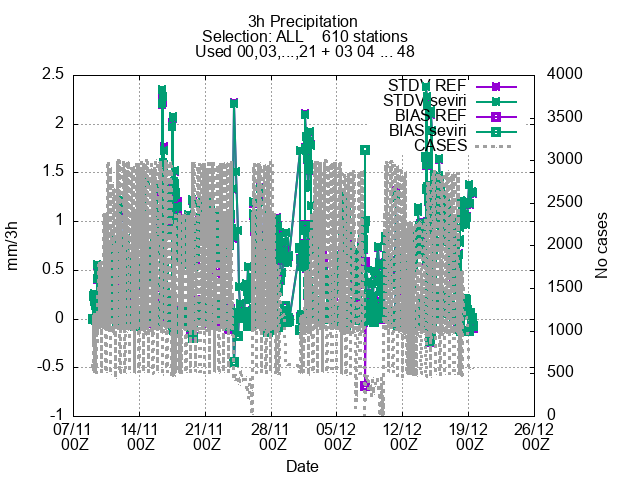 3h Precipitation
Selection: ALL 610 stations
Used 00,03,...,21 + 03 04 ... 48
2.5
2
1.5
1
0.5
0
-0.5
-1
mm/3h
4000
3500
3000
2500
2000
1500
1000
500
0
No cases
STDV REF
STDV seviri
BIAS REF
BIAS seviri
CASES
07/11 14/11 21/11 28/11 05/12 12/12 19/12 26/12
00Z 00Z 00Z 00Z 00Z 00Z 00Z 00Z
Date